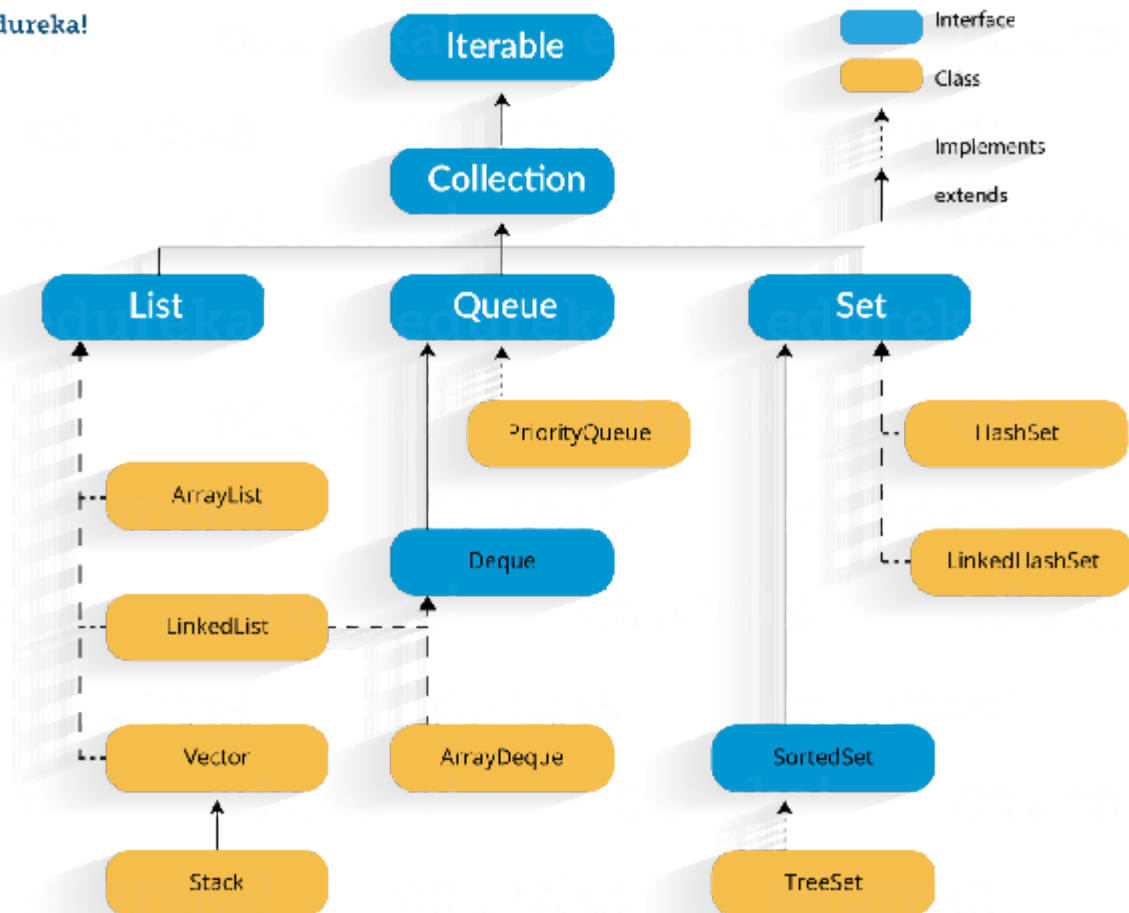 dureka!
Iterable
Interface
Class
Collection
Implements
extends
List
Queue
Set
PriorityQueue
HashSet
ArrayList
Deque
LinkedHashSet
LinkedList
Vector
ArrayDeque
SortedSet
Stack
TreeSet